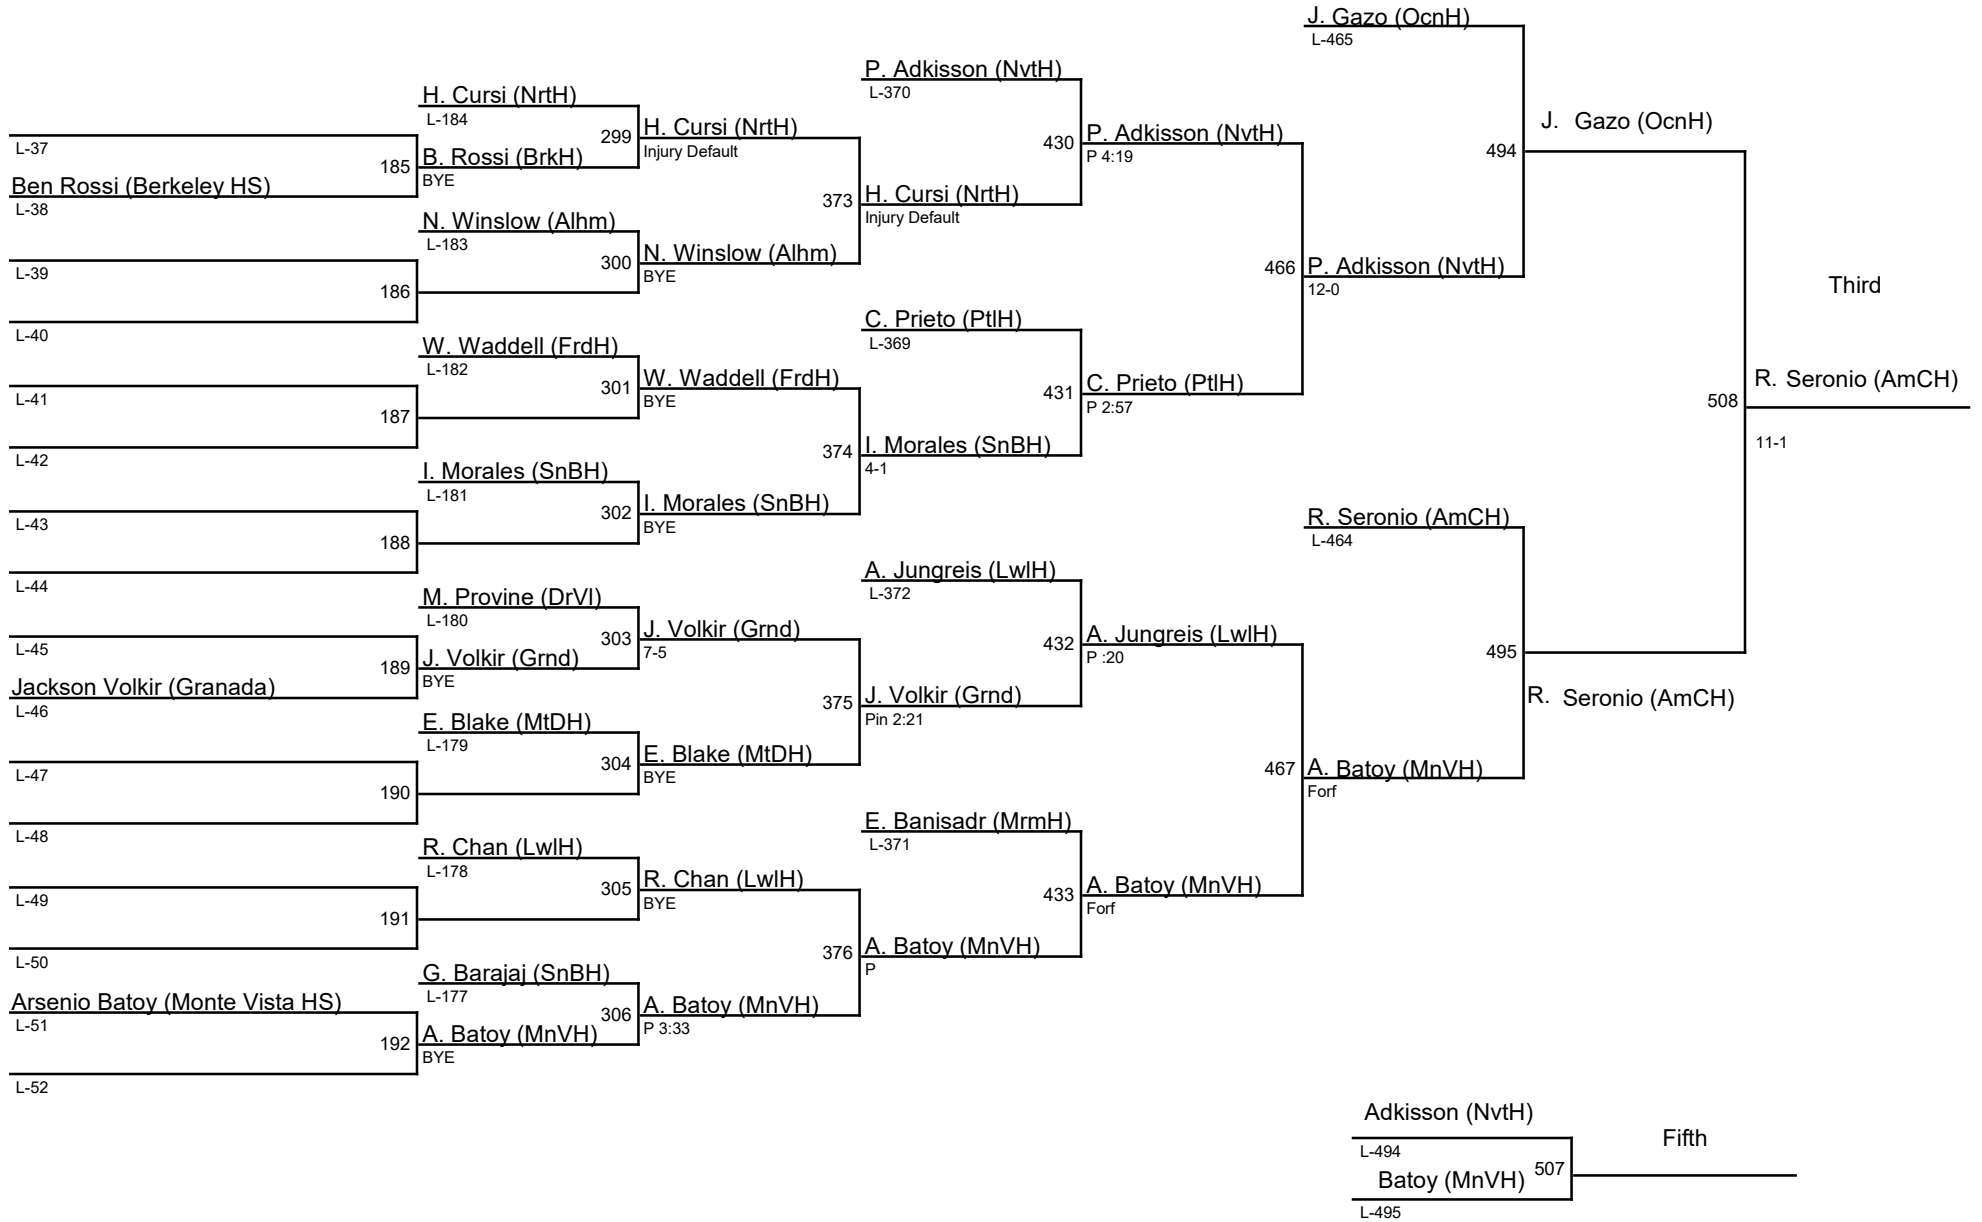 J. Gazo (OcnH)
L-465
P. Adkisson (NvtH)
L-370
H. Cursi (NrtH)
L-184
J. Gazo (OcnH)
299
H. Cursi (NrtH)
Injury Default
430
P. Adkisson (NvtH)
P 4:19
494
L-37
185
B. Rossi (BrkH)
BYE
Ben Rossi (Berkeley HS)
L-38
373
H. Cursi (NrtH)
Injury Default
N. Winslow (Alhm)
L-183
300
N. Winslow (Alhm)
BYE
466
P. Adkisson (NvtH)
12-0
L-39
186
Third
C. Prieto (PtlH)
L-369
L-40
W. Waddell (FrdH)
L-182
301
W. Waddell (FrdH)
BYE
431
C. Prieto (PtlH)
P 2:57
R. Seronio (AmCH)
508
11-1
L-41
187
374
I. Morales (SnBH)
4-1
L-42
I. Morales (SnBH)
L-181
302
I. Morales (SnBH)
BYE
R. Seronio (AmCH)
L-464
L-43
188
A. Jungreis (LwlH)
L-372
L-44
M. Provine (DrVl)
L-180
303
J. Volkir (Grnd)
7-5
432
A. Jungreis (LwlH)
P :20
495
L-45
189
J. Volkir (Grnd)
BYE
Jackson Volkir (Granada)
L-46
375
J. Volkir (Grnd)
Pin 2:21
R. Seronio (AmCH)
E. Blake (MtDH)
L-179
304
E. Blake (MtDH)
BYE
467
A. Batoy (MnVH)
Forf
L-47
190
E. Banisadr (MrmH)
L-371
L-48
R. Chan (LwlH)
L-178
305
R. Chan (LwlH)
BYE
433
A. Batoy (MnVH)
Forf
L-49
191
376
A. Batoy (MnVH)
P
L-50
G. Barajaj (SnBH)
L-177
306
A. Batoy (MnVH)
P 3:33
Arsenio Batoy (Monte Vista HS)
L-51
192
A. Batoy (MnVH)
BYE
L-52
Adkisson (NvtH)
L-494
Fifth
507
Batoy (MnVH)
L-495